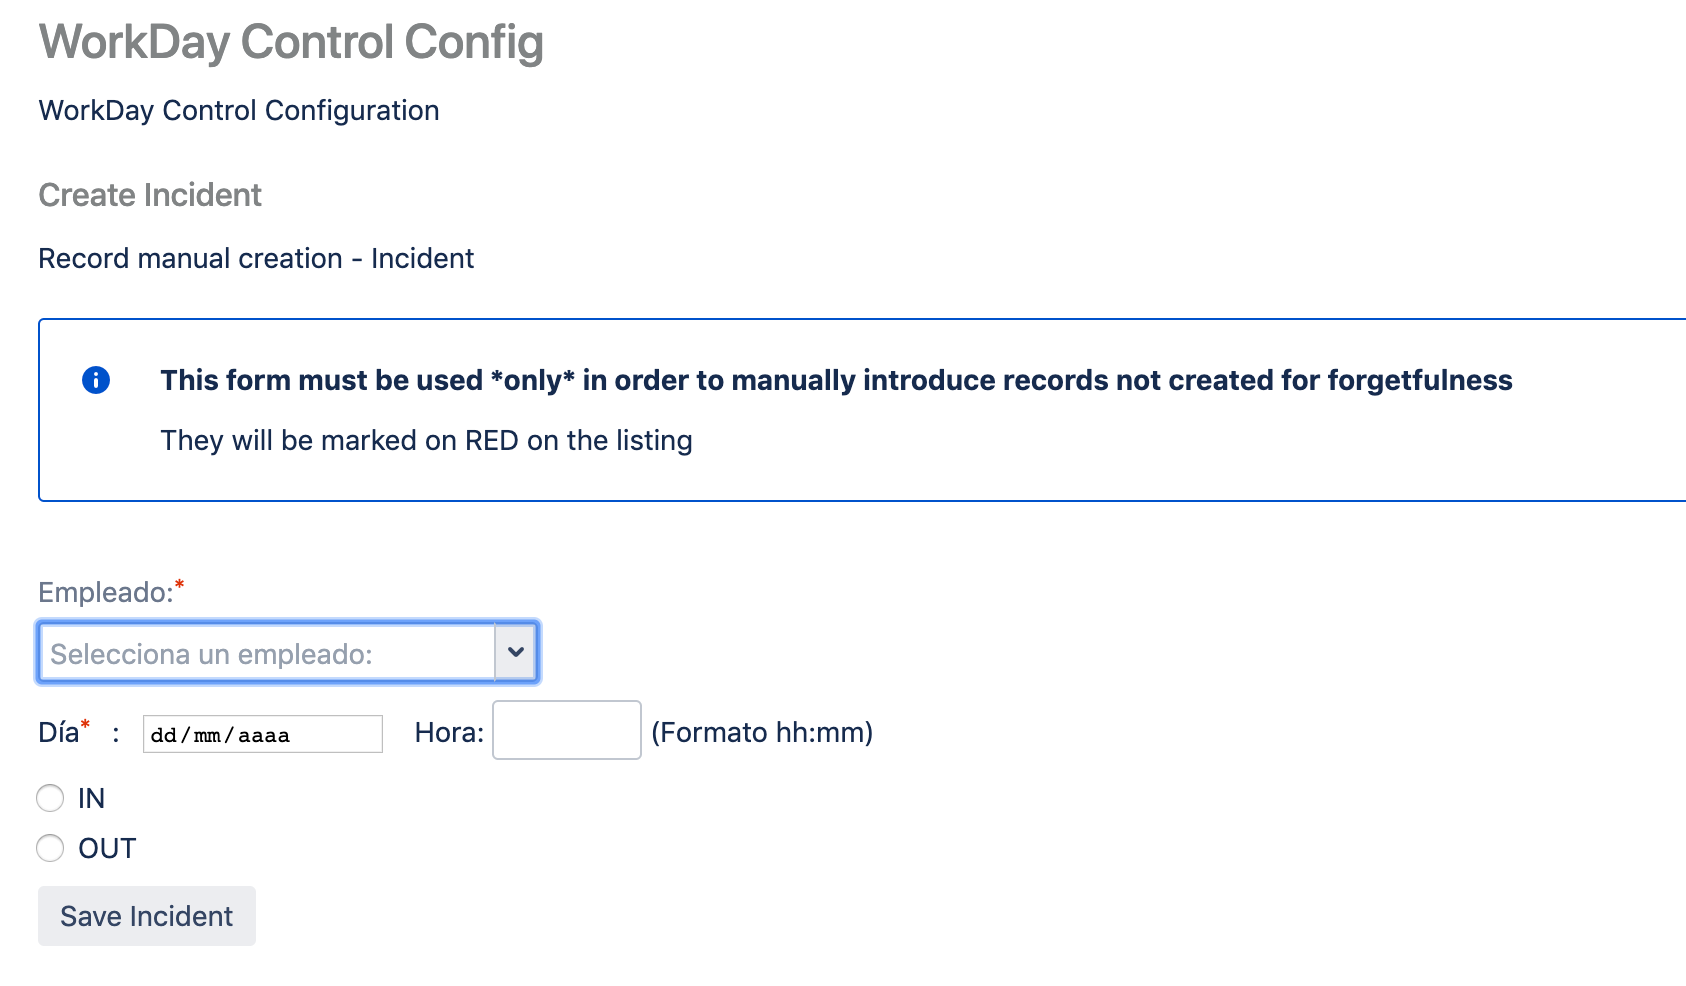 WorkDay Control Config
WorkDay Control Configuration
Create Incident
Record manual creation - Incident
This form must be used *only* in order to manually introduce records not created for forgetfulness
They will be marked on RED on the listing
Empleado:*
Selecciona un empleado:
Día* : dd/mm/aaaa Hora: (Formato hh:mm)
IN
OUT
Save Incident